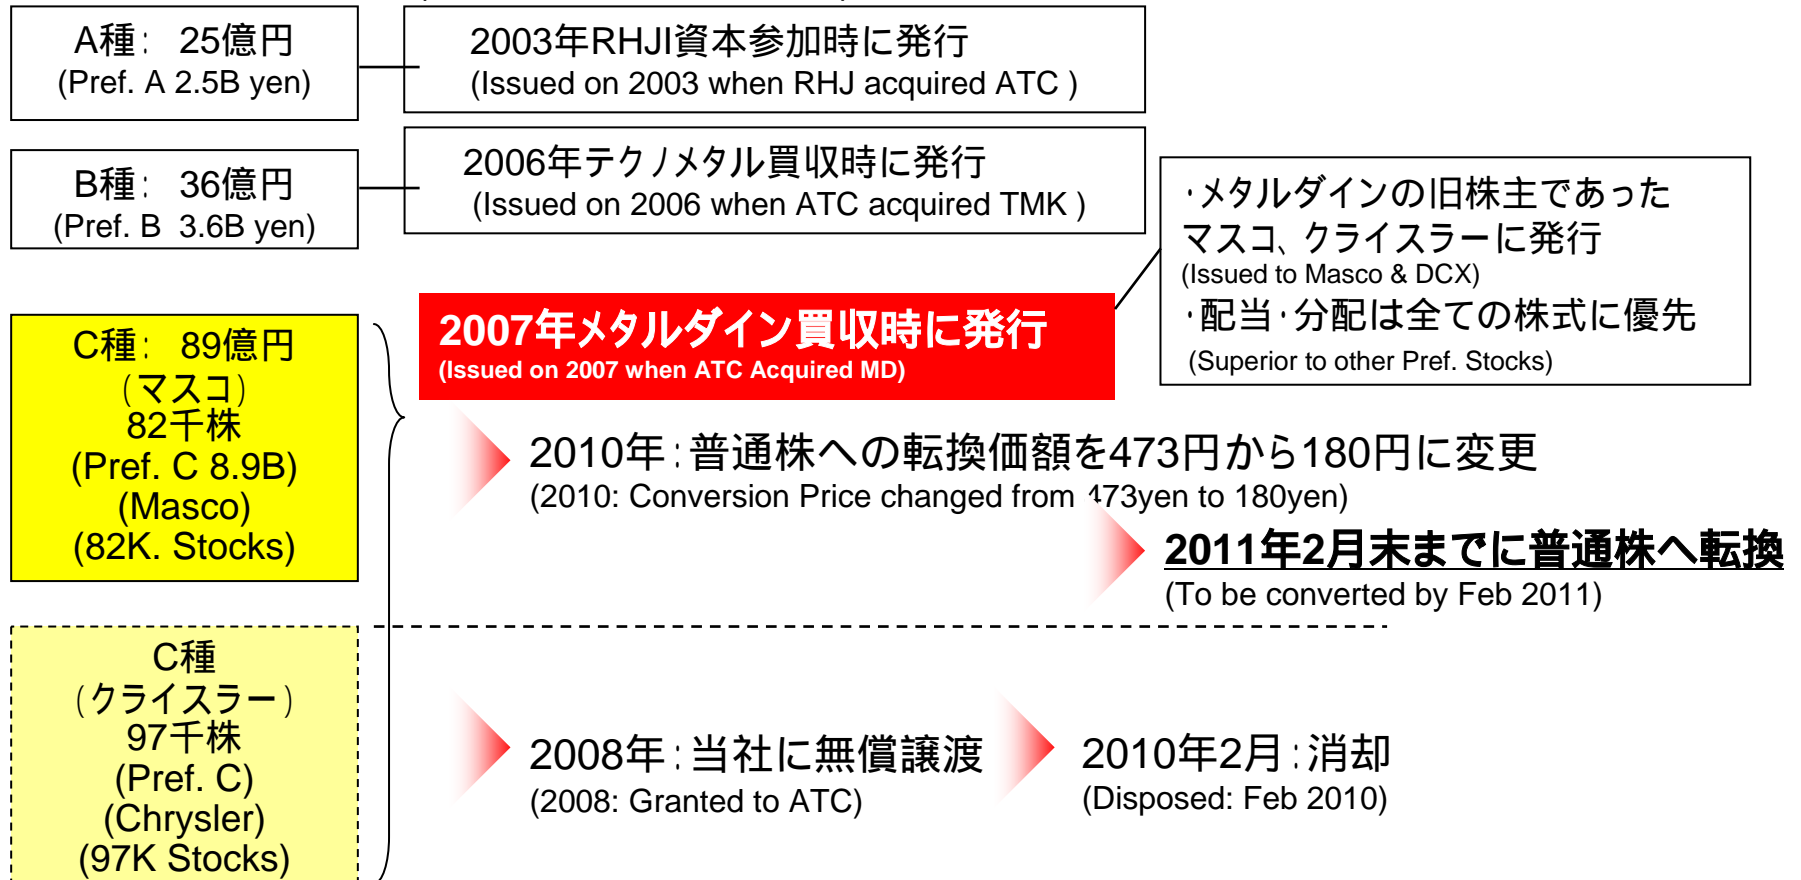 A種： 25億円
(Pref. A 2.5B yen)
2003年RHJI資本参加時に発行
(Issued on 2003 when RHJ acquired ATC )
B種： 36億円
(Pref. B 3.6B yen)
2006年テクノメタル買収時に発行
(Issued on 2006 when ATC acquired TMK )
・メタルダインの旧株主であった
マスコ、クライスラーに発行
(Issued to Masco & DCX)
・配当・分配は全ての株式に優先
(Superior to other Pref. Stocks)
C種： 89億円
（マスコ）
82千株
(Pref. C 8.9B)
(Masco)
(82K. Stocks)
2007年メタルダイン買収時に発行
(Issued on 2007 when ATC Acquired MD)
2010年：普通株への転換価額を473円から180円に変更
(2010: Conversion Price changed from 473yen to 180yen)
2011年2月末までに普通株へ転換
(To be converted by Feb 2011)
C種
（クライスラー）
97千株
(Pref. C)
(Chrysler)
(97K Stocks)
2008年：当社に無償譲渡
(2008: Granted to ATC)
2010年2月：消却
(Disposed: Feb 2010)